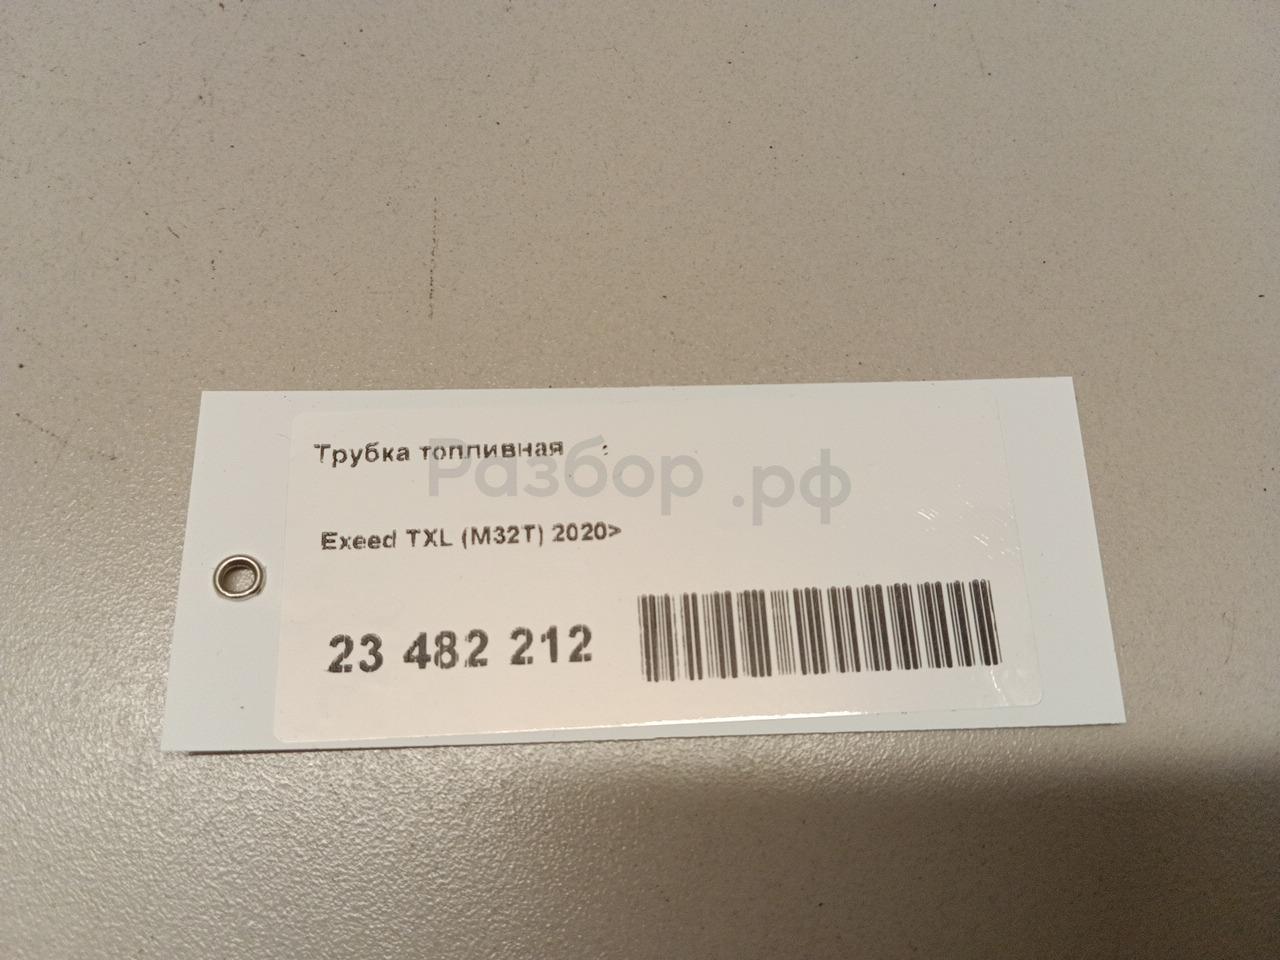 Трубка топливная :
Разбор.рф
Exeed TXL (M32T) 2020>
23 482 212